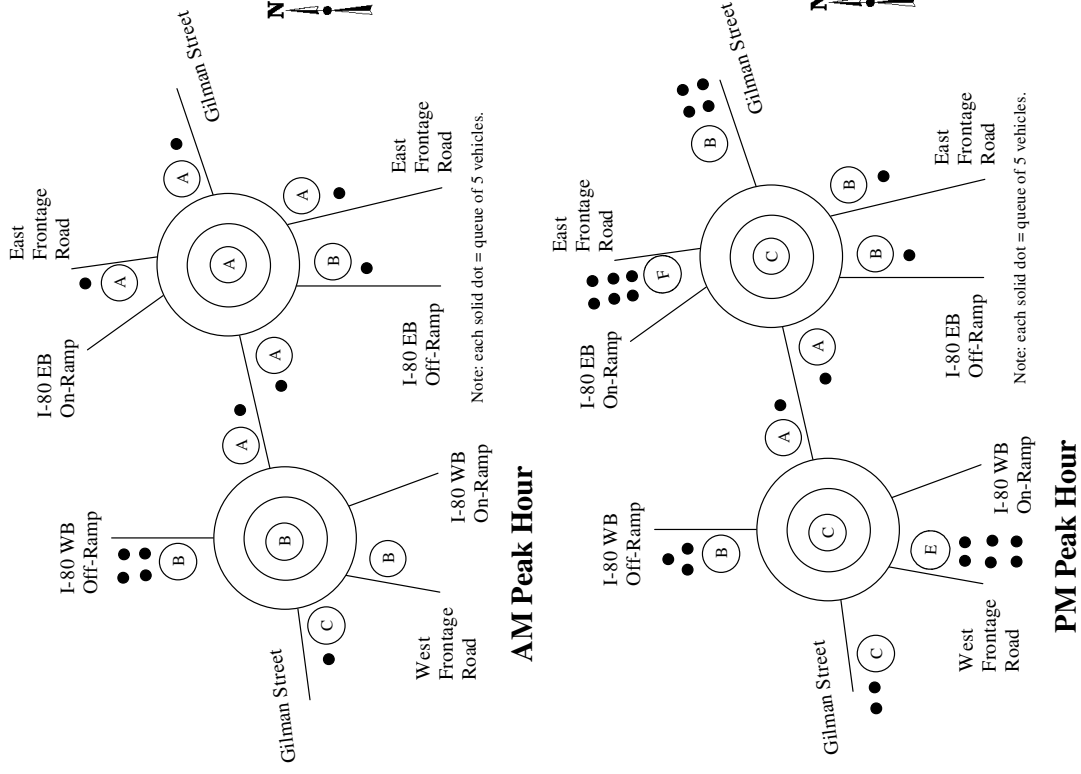 N
East
Frontage
Road
Gilman Street
I-80 EB
On-Ramp
A
A
A
A
B
East
Frontage
Road
I-80 EB
Off-Ramp
A
A
I-80 WB
Off-Ramp
B
B
B
C
Gilman Street
West
Frontage
Road
I-80 WB
On-Ramp
Note: each solid dot = queue of 5 vehicles.
AM Peak Hour
N
East
Frontage
Road
Gilman Street
I-80 EB
On-Ramp
F
B
C
B
B
East
Frontage
Road
I-80 EB
Off-Ramp
A
A
I-80 WB
Off-Ramp
B
C
E
C
Gilman Street
West
Frontage
Road
I-80 WB
On-Ramp
Note: each solid dot = queue of 5 vehicles.
PM Peak Hour